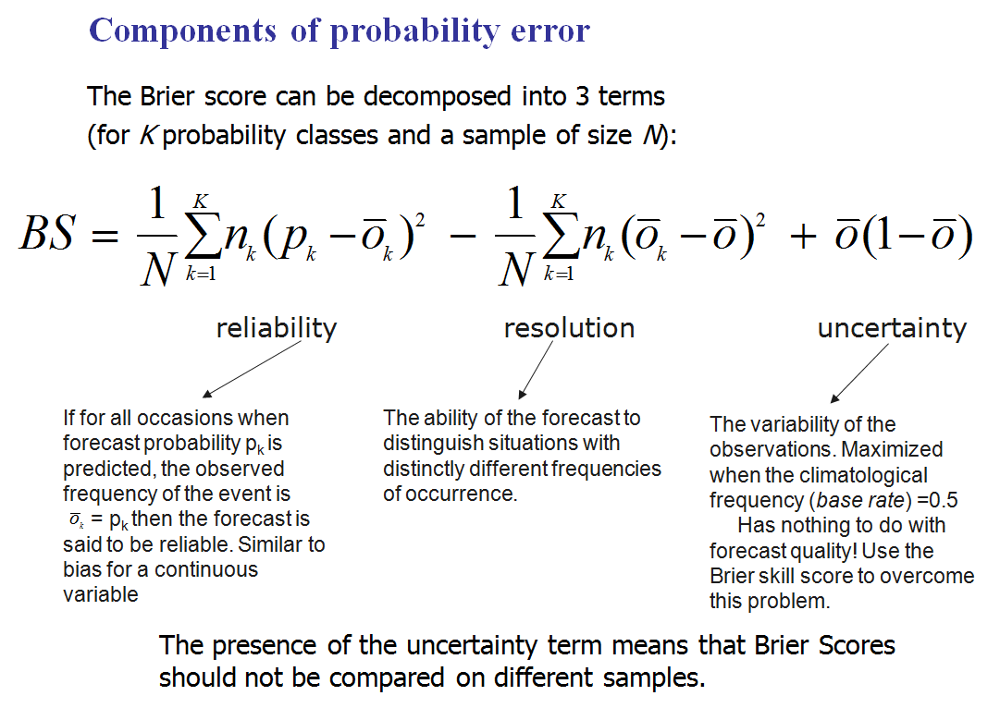 Components of probability error
The Brier score can be decomposed into 3 terms
(for K probability classes and a sample of size N):
BS = \frac{1}{N} \sum_{k=1}^{K} n_k (p_k − \overline{o}_k)^2 − \frac{1}{N} \sum_{k=1}^{K} n_k (\overline{o}_k − \overline{o})^2 + \overline{o}(1−\overline{o})
reliability
resolution
uncertainty
If for all occasions when
forecast probability p_k is
predicted, the observed
frequency of the event is
\overline{o}_k = p_k then the forecast is
said to be reliable. Similar to
bias for a continuous
variable
The ability of the forecast to
distinguish situations with
distinctly different frequencies
of occurrence.
The variability of the
observations. Maximized
when the climatological
frequency (base rate) =0.5
Has nothing to do with
forecast quality! Use the
Brier skill score to overcome
this problem.
The presence of the uncertainty term means that Brier Scores
should not be compared on different samples.